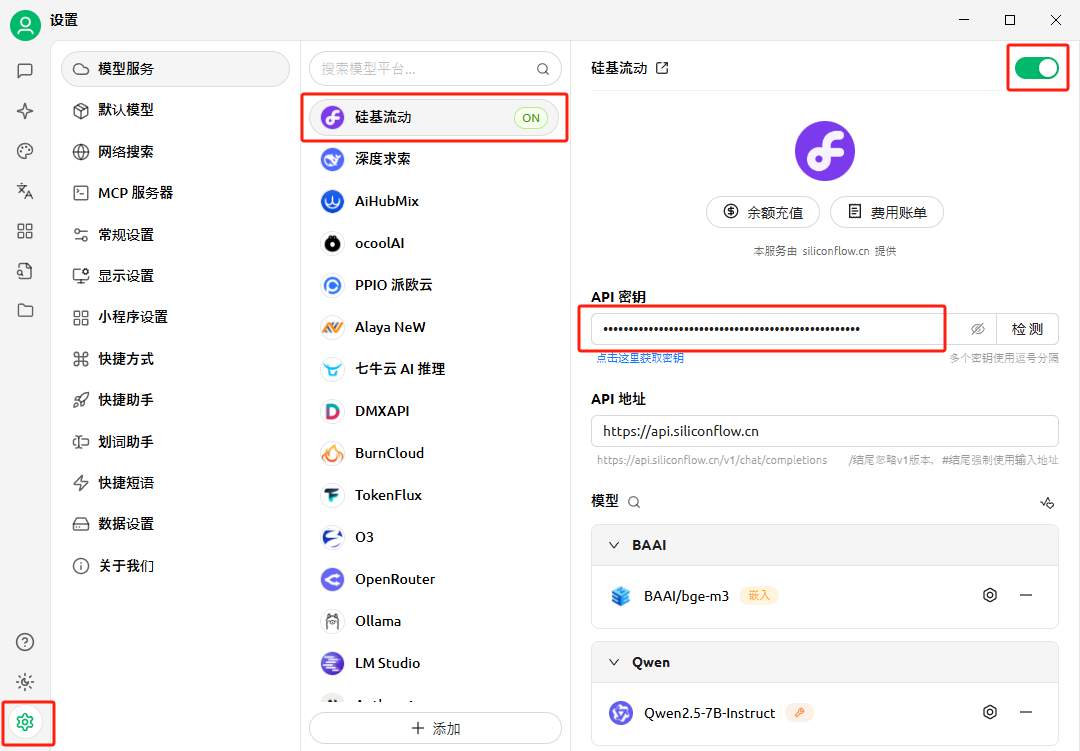 设置
模型服务
默认模型
网络搜索
MCP 服务器
常规设置
显示设置
小程序设置
快捷方式
快捷助手
划词助手
快捷短语
数据设置
关于我们
搜索模型平台...
硅基流动 ON
深度求索
AiHubMix
ocoolAI
PPIO 派欧云
Alaya NeW
七牛云 AI 推理
DMXAPI
BurnCloud
TokenFlux
O3
OpenRouter
Ollama
LM Studio
添加
硅基流动
余额充值 费用账单
本服务由 siliconflow.cn 提供
API 密钥
••••••••••••••••••••••••••••••••••••••••••••••••••• 检 测
点击这里获取密钥 多个密钥使用逗号分隔
API 地址
https://api.siliconflow.cn
https://api.siliconflow.cn/v1/chat/completions /结尾忽略v1版本，#结尾强制使用输入地址
模型
BAAI
BAAI/bge-m3 嵌入
Qwen
Qwen2.5-7B-Instruct